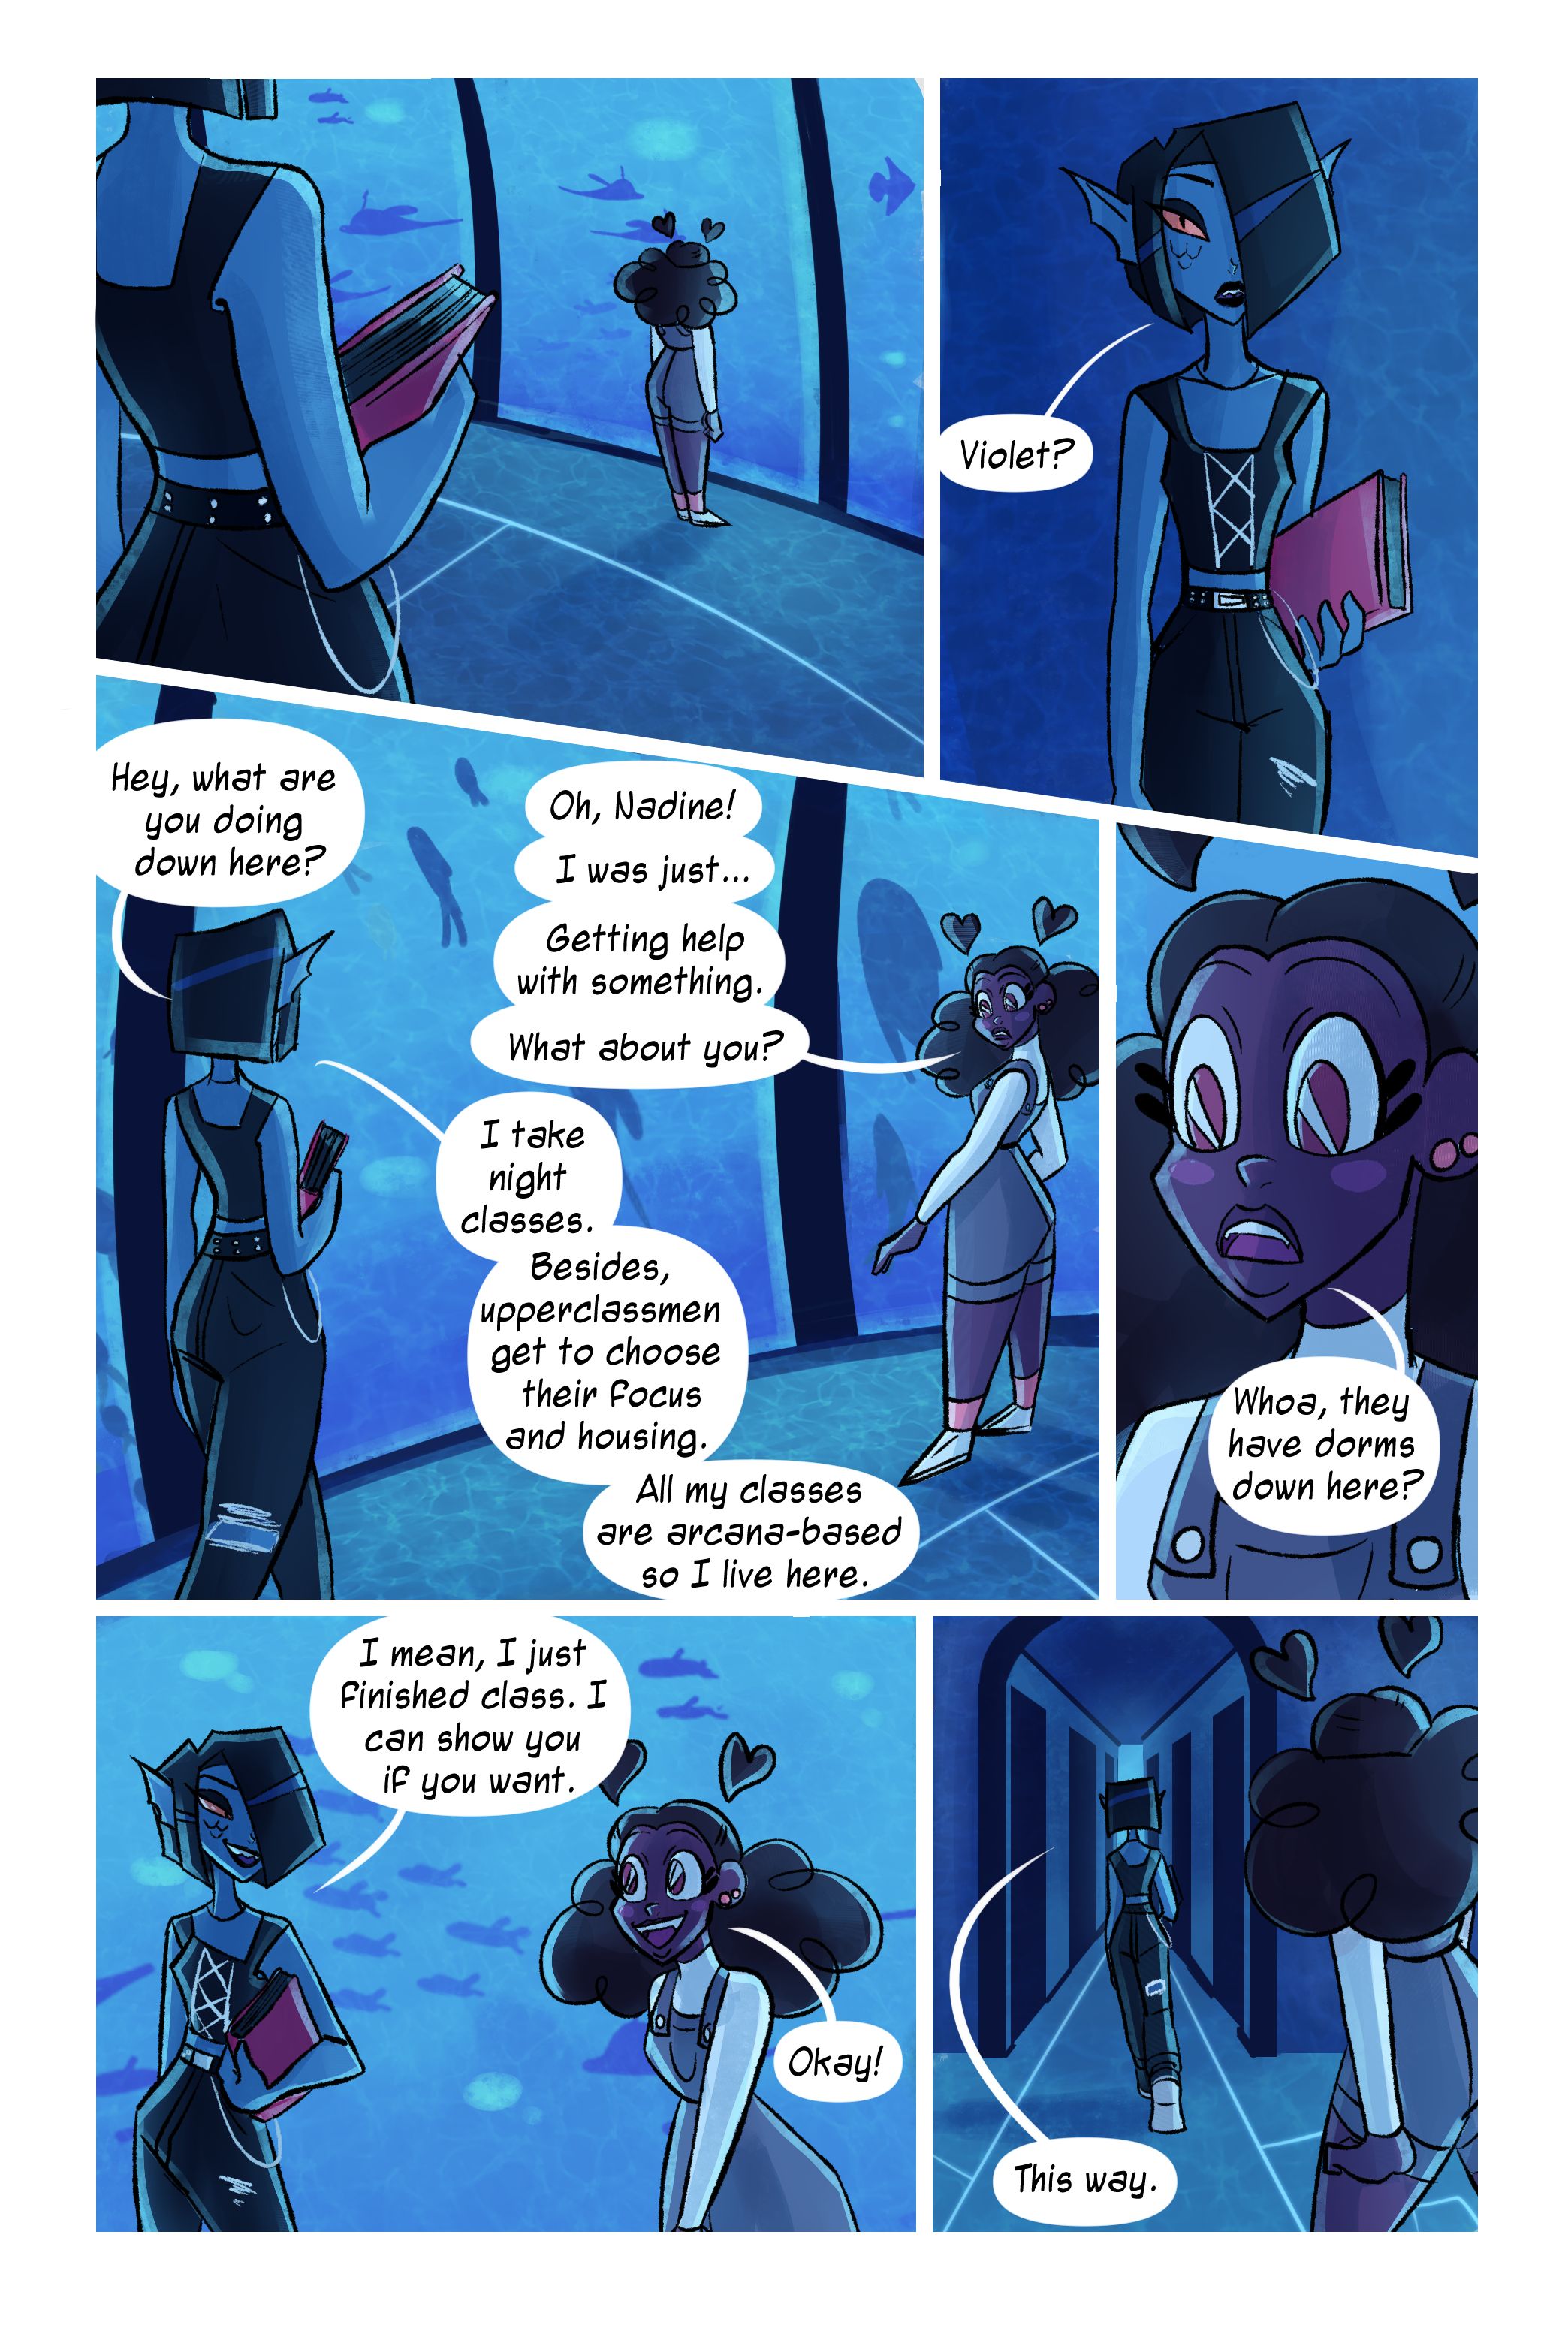 Violet?
Hey, what are
you doing
down here?
Oh, Nadine!
I was just...
Getting help
with something.
What about you?
I take
night
classes.
Besides,
upperclassmen
get to choose
their focus
and housing.
All my classes
are arcana-based
so I live here.
Whoa, they
have dorms
down here?
I mean, I just
finished class. I
can show you
if you want.
Okay!
This way.